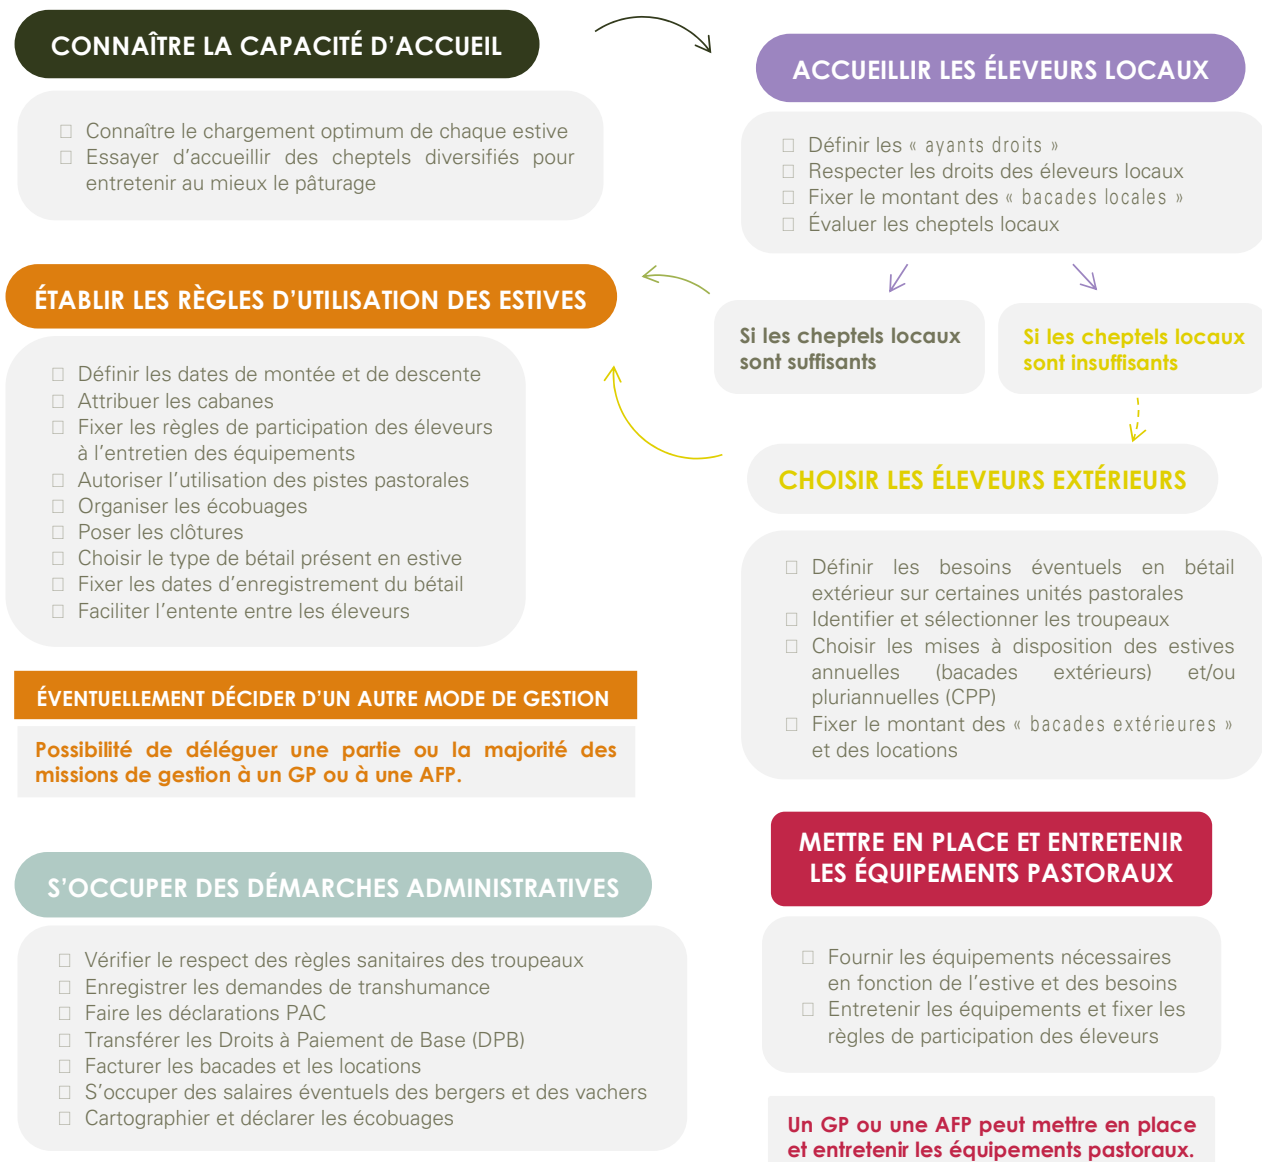 CONNAÎTRE LA CAPACITÉ D’ACCUEIL
□ Connaître le chargement optimum de chaque estive
□ Essayer d’accueillir des cheptels diversifiés pour
entretenir au mieux le pâturage
ACCUEILLIR LES ÉLEVEURS LOCAUX
□ Définir les « ayants droits »
□ Respecter les droits des éleveurs locaux
□ Fixer le montant des « bacades locales »
□ Évaluer les cheptels locaux
Si les cheptels locaux
sont suffisants
Si les cheptels locaux
sont insuffisants
CHOISIR LES ÉLEVEURS EXTÉRIEURS
□ Définir les besoins éventuels en bétail
extérieur sur certaines unités pastorales
□ Identifier et sélectionner les troupeaux
□ Choisir les mises à disposition des estives
annuelles (bacades extérieurs) et/ou
pluriannuelles (CPP)
□ Fixer le montant des « bacades extérieures »
et des locations
ÉTABLIR LES RÈGLES D’UTILISATION DES ESTIVES
□ Définir les dates de montée et de descente
□ Attribuer les cabanes
□ Fixer les règles de participation des éleveurs
à l’entretien des équipements
□ Autoriser l’utilisation des pistes pastorales
□ Organiser les écobuages
□ Poser les clôtures
□ Choisir le type de bétail présent en estive
□ Fixer les dates d’enregistrement du bétail
□ Faciliter l’entente entre les éleveurs
ÉVENTUELLEMENT DÉCIDER D’UN AUTRE MODE DE GESTION
Possibilité de déléguer une partie ou la majorité des
missions de gestion à un GP ou à une AFP.
S’OCCUPER DES DÉMARCHES ADMINISTRATIVES
□ Vérifier le respect des règles sanitaires des troupeaux
□ Enregistrer les demandes de transhumance
□ Faire les déclarations PAC
□ Transférer les Droits à Paiement de Base (DPB)
□ Facturer les bacades et les locations
□ S’occuper des salaires éventuels des bergers et des vachers
□ Cartographier et déclarer les écobuages
METTRE EN PLACE ET ENTRETENIR
LES ÉQUIPEMENTS PASTORAUX
□ Fournir les équipements nécessaires
en fonction de l’estive et des besoins
□ Entretenir les équipements et fixer les
règles de participation des éleveurs
Un GP ou une AFP peut mettre en place
et entretenir les équipements pastoraux.